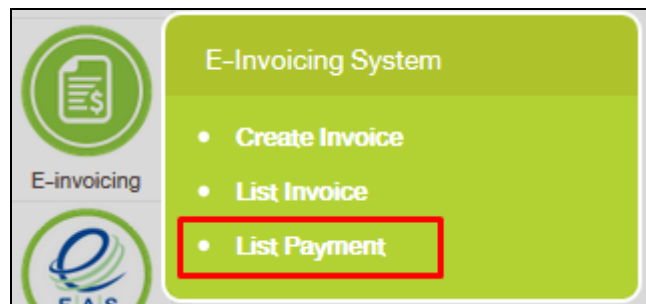 E-Invoicing System
Create Invoice
List Invoice
List Payment
E-invoicing
E|A|S